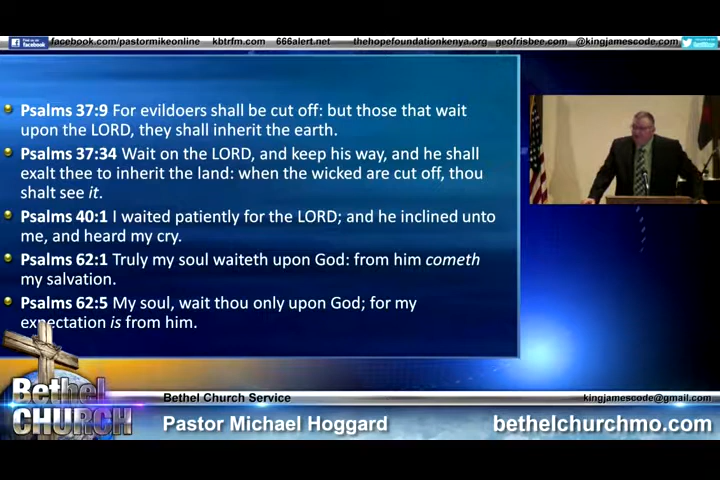 Find us on facebook facebook.com/pastormikeonline kbtrfm.com 666alert.net thehopefoundationkenya.org geofrisbee.com @kingjamescode.com twitter
Psalms 37:9 For evildoers shall be cut off: but those that wait
upon the LORD, they shall inherit the earth.
Psalms 37:34 Wait on the LORD, and keep his way, and he shall
exalt thee to inherit the land: when the wicked are cut off, thou
shalt see it.
Psalms 40:1 I waited patiently for the LORD; and he inclined unto
me, and heard my cry.
Psalms 62:1 Truly my soul waiteth upon God: from him cometh
my salvation.
Psalms 62:5 My soul, wait thou only upon God; for my
expectation is from him.
Bethel
CHURCH
Bethel Church Service kingjamescode@gmail.com
Pastor Michael Hoggard bethelchurchmo.com